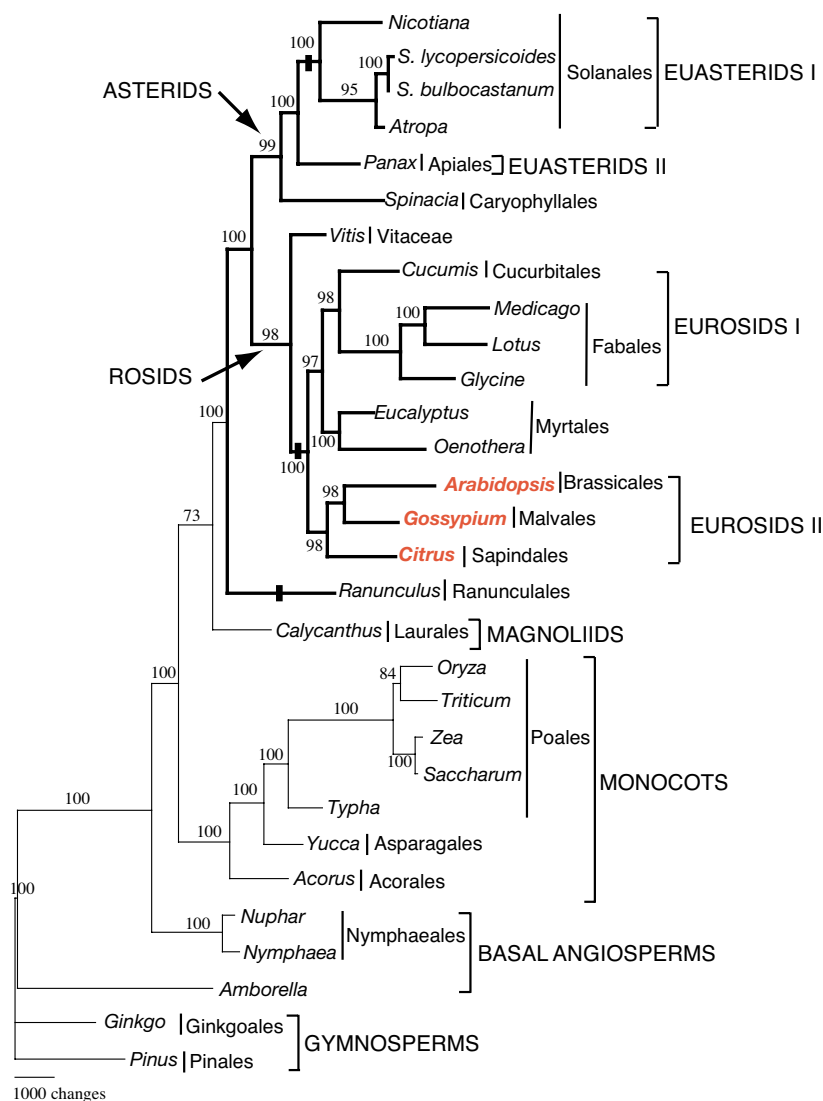 Nicotiana
100
S. lycopersicoides
100
Solanales
EUASTERIDS I
S. bulbocastanum
95
ASTERIDS
100
Atropa
99
Panax
Apiales
EUASTERIDS II
Spinacia
Caryophyllales
100
Vitis
Vitaceae
Cucumis
Cucurbitales
98
Medicago
100
EUROSIDS I
98
100
Lotus
Fabales
97
ROSIDS
Glycine
100
Eucalyptus
Myrtales
100
Oenothera
100
Arabidopsis
Brassicales
98
73
Gossypium
Malvales
EUROSIDS II
98
Citrus
Sapindales
Ranunculus
Ranunculales
Calycanthus
Laurales
MAGNOLIIDS
100
Oryza
84
Triticum
100
Zea
Poales
100
100
Saccharum
MONOCOTS
100
100
Typha
100
Yucca
Asparagales
Acorus
Acorales
100
Nuphar
100
Nymphaeales
Nymphaea
BASAL ANGIOSPERMS
Amborella
Ginkgo
Ginkgoales
GYMNOSPERMS
Pinus
Pinales
1000 changes